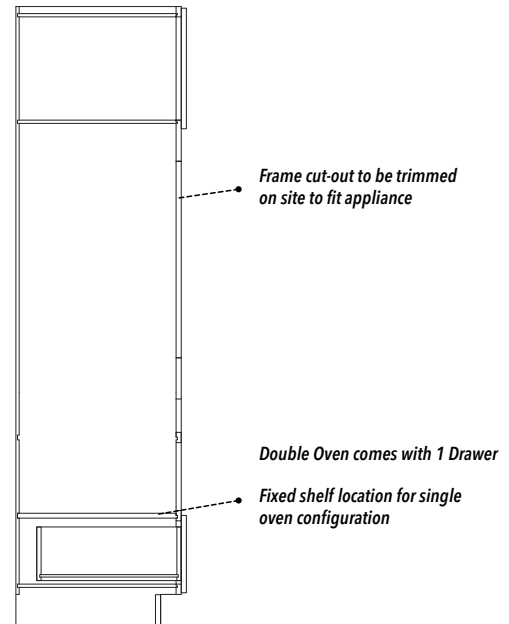 Frame cut-out to be trimmed
on site to fit appliance
Double Oven comes with 1 Drawer
Fixed shelf location for single
oven configuration